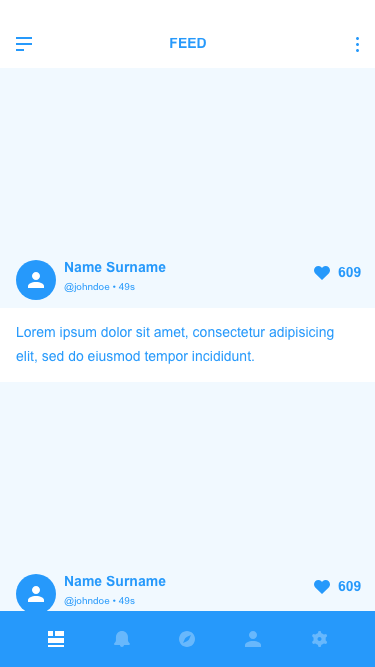 FEED
Name Surname
609
@johndoe • 49s
Lorem ipsum dolor sit amet, consectetur adipisicing
elit, sed do eiusmod tempor incididunt.
Name Surname
609
@johndoe • 49s